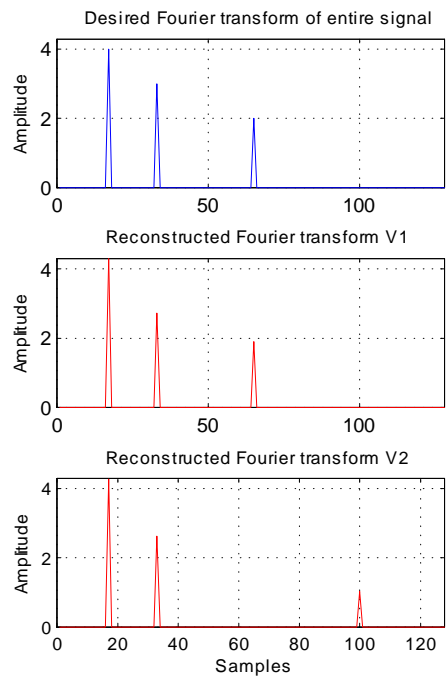 Desired Fourier transform of entire signal
Amplitude
4
2
0
0 50 100
Reconstructed Fourier transform V1
Amplitude
4
2
0
0 50 100
Reconstructed Fourier transform V2
Amplitude
4
2
0
0 20 40 60 80 100 120
Samples